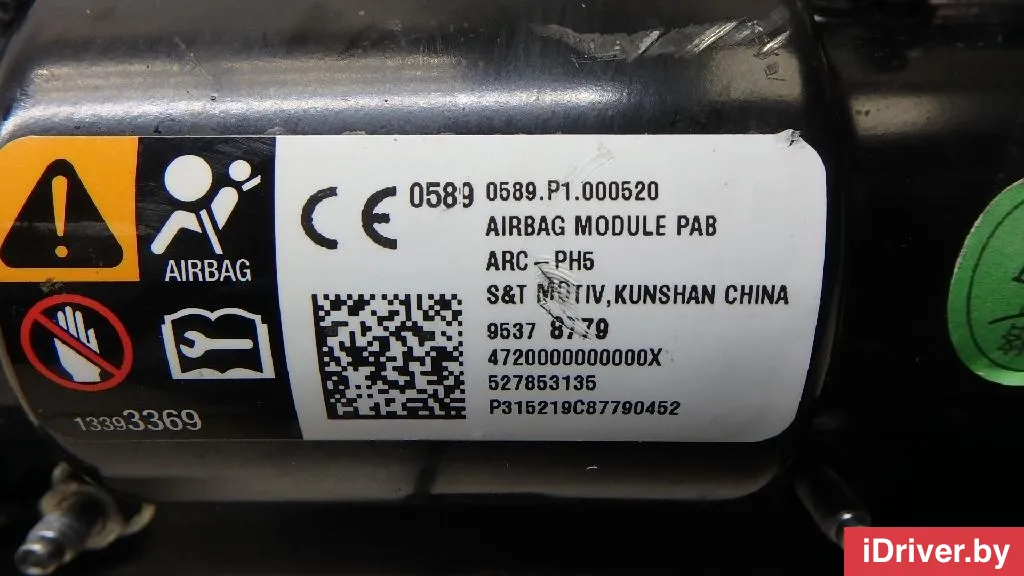 CE 0589 0589.P1.000520
AIRBAG MODULE PAB
ARC-PH5
S&T MOTIV,KUNSHAN CHINA
9537 8779
4720000000000X
527853135
P315219C87790452
AIRBAG
13393369
iDriver.by